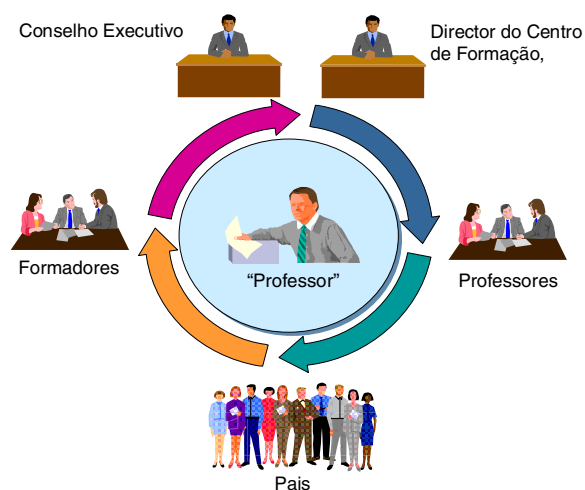 Conselho Executivo
Director do Centro
de Formação,
Formadores
“Professor”
Professores
Pais